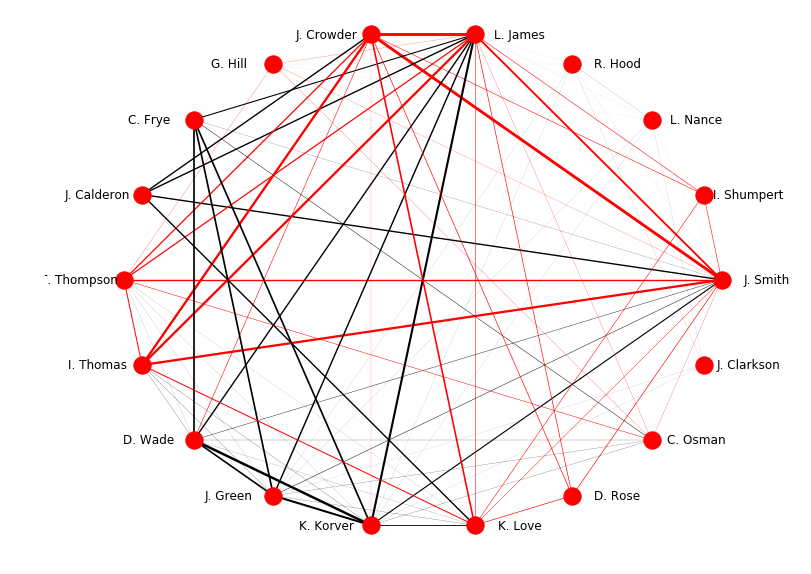 J. Crowder
L. James
G. Hill
R. Hood
C. Frye
L. Nance
J. Calderon
I. Shumpert
. Thompson
J. Smith
I. Thomas
J. Clarkson
D. Wade
C. Osman
J. Green
D. Rose
K. Korver
K. Love